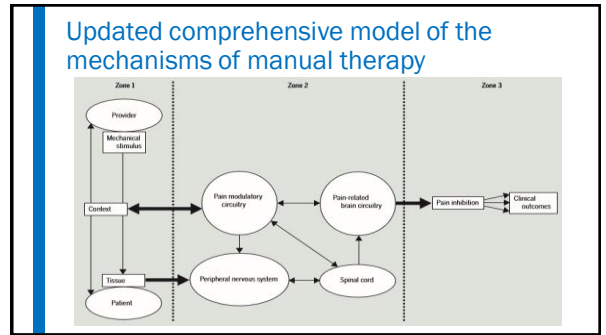 Updated comprehensive model of the
mechanisms of manual therapy
Zone 1
Zone 2
Zone 3
Provider
Mechanical
stimulus
Context
Pain modulatory
circuitry
Pain-related
brain circuitry
Pain inhibition
Clinical
outcomes
Tissue
Patient
Peripheral nervous system
Spinal cord